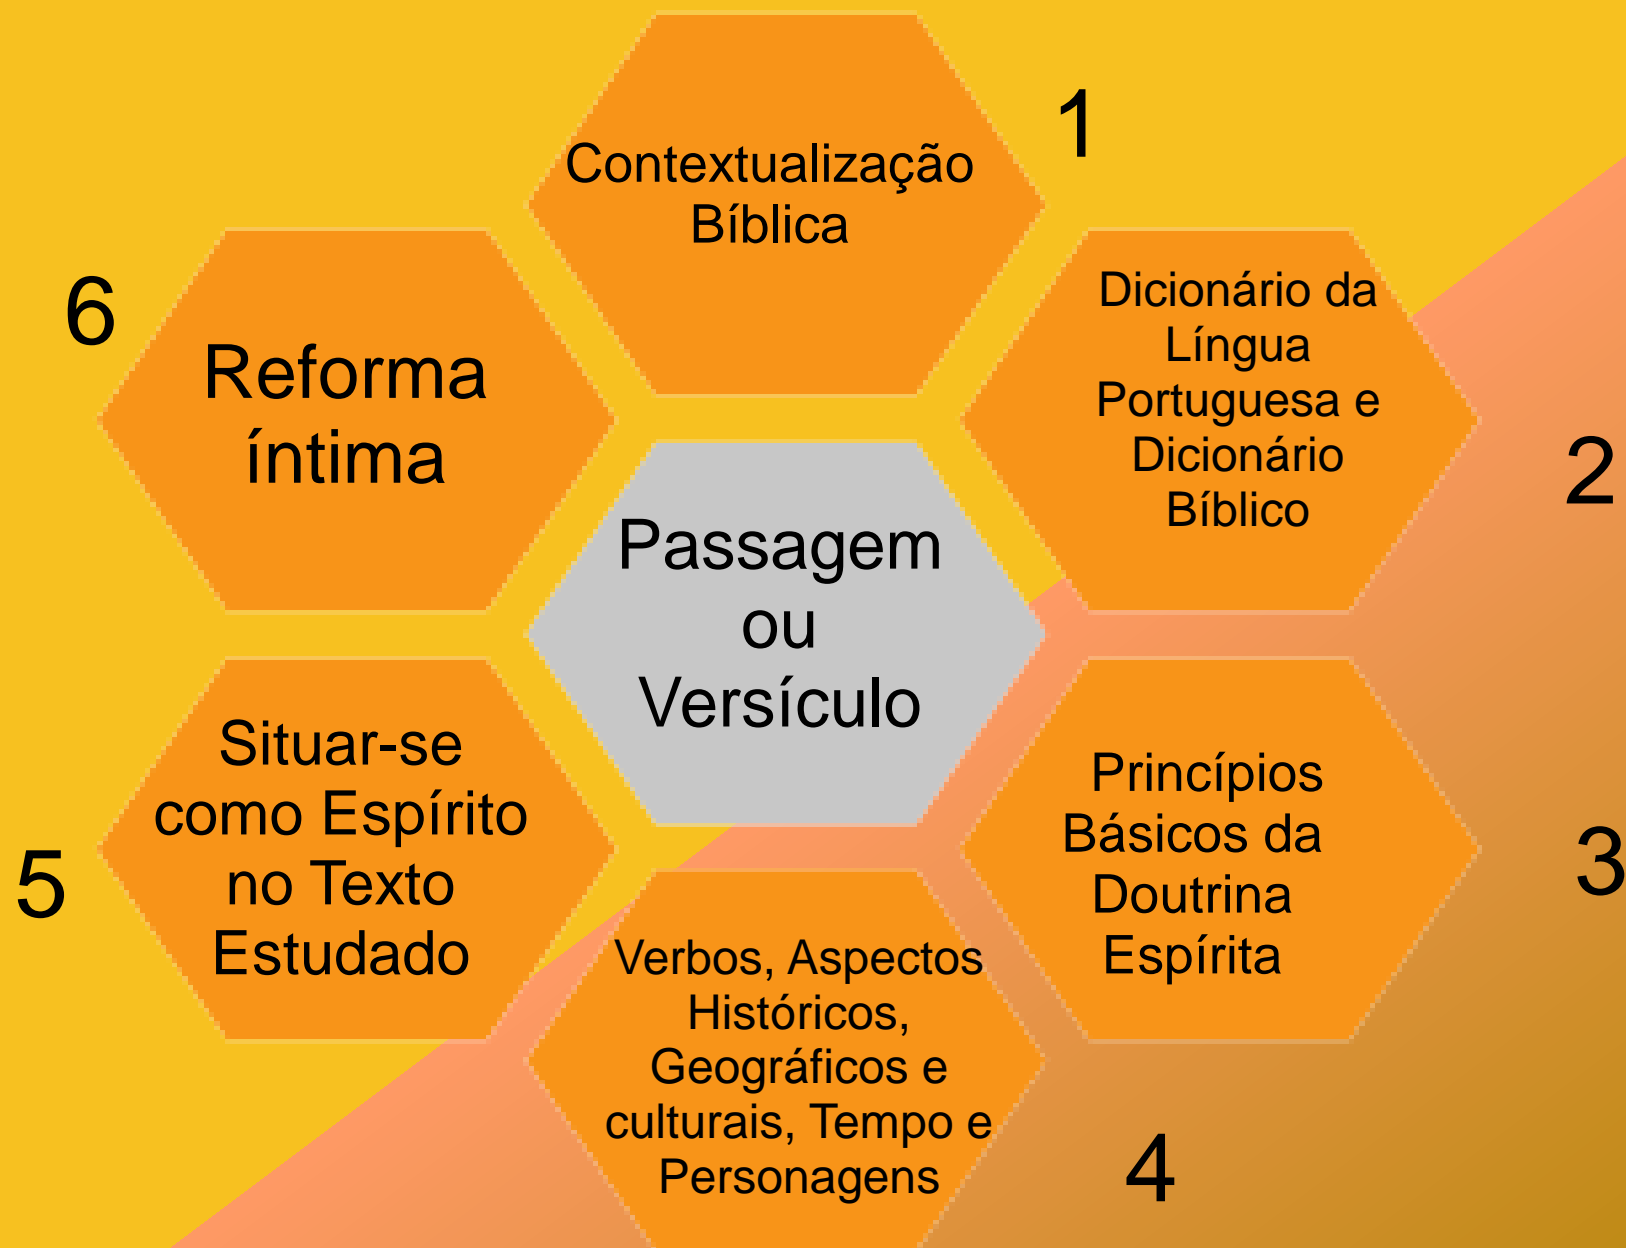 1
Contextualização
Bíblica
2
Dicionário da
Língua
Portuguesa e
Dicionário
Bíblico
3
Princípios
Básicos da
Doutrina
Espírita
4
Verbos, Aspectos
Históricos,
Geográficos e
culturais, Tempo e
Personagens
5
Situar-se
como Espírito
no Texto
Estudado
6
Reforma
íntima
Passagem
ou
Versículo